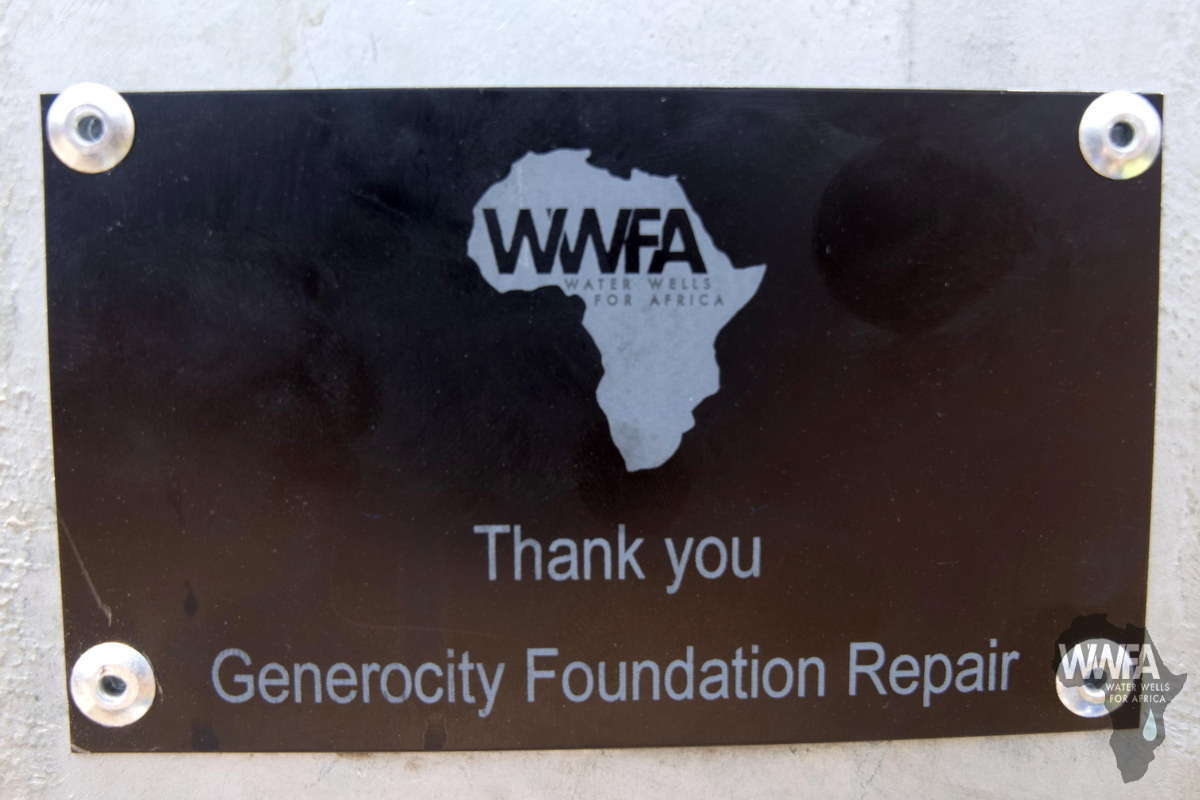 WWFA
WATER WELLS
FOR AFRICA
Thank you
Generocity Foundation Repair
WWFA
WATER WELLS
FOR AFRICA